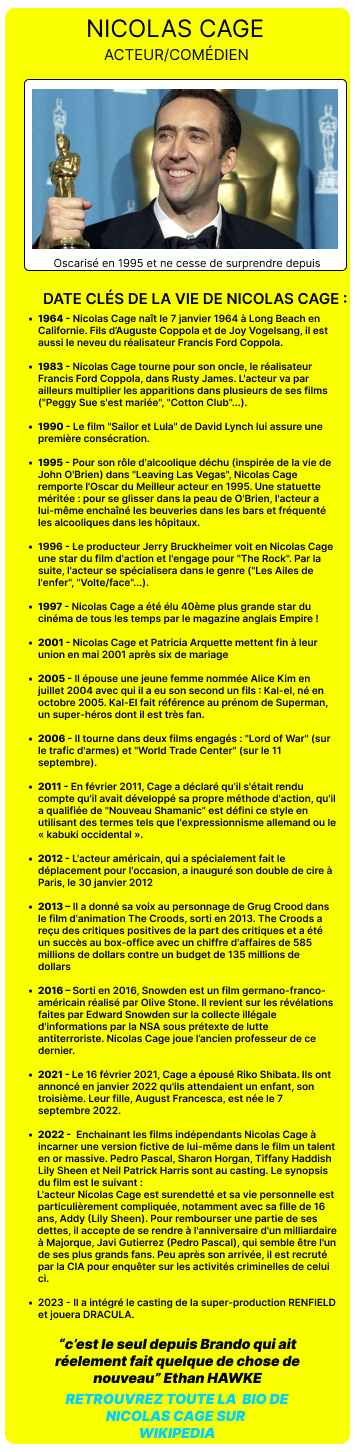 NICOLAS CAGE
ACTEUR/COMÉDIEN
Oscarisé en 1995 et ne cesse de surprendre depuis
DATE CLÉS DE LA VIE DE NICOLAS CAGE :
• 1964 - Nicolas Cage naît le 7 janvier 1964 à Long Beach en
Californie. Fils d’Auguste Coppola et de Joy Vogelsang, il est
aussi le neveu du réalisateur Francis Ford Coppola.
• 1983 - Nicolas Cage tourne pour son oncle, le réalisateur
Francis Ford Coppola, dans Rusty James. L'acteur va par
ailleurs multiplier les apparitions dans plusieurs de ses films
("Peggy Sue s'est mariée", "Cotton Club"...).
• 1990 - Le film "Sailor et Lula" de David Lynch lui assure une
première consécration.
• 1995 - Pour son rôle d'alcoolique déchu (inspirée de la vie de
John O'Brien) dans "Leaving Las Vegas", Nicolas Cage
remporte l'Oscar du Meilleur acteur en 1995. Une statuette
méritée : pour se glisser dans la peau de O'Brien, l'acteur a
lui-même enchaîné les beuveries dans les bars et fréquenté
les alcooliques dans les hôpitaux.
• 1996 - Le producteur Jerry Bruckheimer voit en Nicolas Cage
une star du film d'action et l'engage pour "The Rock". Par la
suite, l'acteur se spécialisera dans le genre ("Les Ailes de
l'enfer", "Volte/face"...).
• 1997 - Nicolas Cage a été élu 40ème plus grande star du
cinéma de tous les temps par le magazine anglais Empire !
• 2001 - Nicolas Cage et Patricia Arquette mettent fin à leur
union en mai 2001 après six de mariage
• 2005 - Il épouse une jeune femme nommée Alice Kim en
juillet 2004 avec qui il a eu son second un fils : Kal-el, né en
octobre 2005. Kal-El fait référence au prénom de Superman,
un super-héros dont il est très fan.
• 2006 - Il tourne dans deux films engagés : "Lord of War" (sur
le trafic d'armes) et "World Trade Center" (sur le 11
septembre).
• 2011 - En février 2011, Cage a déclaré qu'il s'était rendu
compte qu'il avait développé sa propre méthode d'action, qu'il
a qualifiée de "Nouveau Shamanic" est défini ce style en
utilisant des termes tels que l'expressionnisme allemand ou le
« kabuki occidental ».
• 2012 - L'acteur américain, qui a spécialement fait le
déplacement pour l'occasion, a inauguré son double de cire à
Paris, le 30 janvier 2012
• 2013 – Il a donné sa voix au personnage de Grug Crood dans
le film d'animation The Croods, sorti en 2013. The Croods a
reçu des critiques positives de la part des critiques et a été
un succès au box-office avec un chiffre d'affaires de 585
millions de dollars contre un budget de 135 millions de
dollars
• 2016 – Sorti en 2016, Snowden est un film germano-franco-
américain réalisé par Olive Stone. Il revient sur les révélations
faites par Edward Snowden sur la collecte illégale
d'informations par la NSA sous prétexte de lutte
antiterroriste. Nicolas Cage joue l’ancien professeur de ce
dernier.
• 2021 - Le 16 février 2021, Cage a épousé Riko Shibata. Ils ont
annoncé en janvier 2022 qu'ils attendaient un enfant, son
troisième. Leur fille, August Francesca, est née le 7
septembre 2022.
• 2022 - Enchainant les films indépendants Nicolas Cage à
incarner une version fictive de lui-même dans le film un talent
en or massive. Pedro Pascal, Sharon Horgan, Tiffany Haddish
Lily Sheen et Neil Patrick Harris sont au casting. Le synopsis
du film est le suivant :
L'acteur Nicolas Cage est surendetté et sa vie personnelle est
particulièrement compliquée, notamment avec sa fille de 16
ans, Addy (Lily Sheen). Pour rembourser une partie de ses
dettes, il accepte de se rendre à l'anniversaire d'un milliardaire
à Majorque, Javi Gutierrez (Pedro Pascal), qui semble être l'un
de ses plus grands fans. Peu après son arrivée, il est recruté
par la CIA pour enquêter sur les activités criminelles de celui
ci.
• 2023 - Il a intégré le casting de la super-production RENFIELD
et jouera DRACULA.
“c’est le seul depuis Brando qui ait
réelement fait quelque de chose de
nouveau” Ethan HAWKE
RETROUVREZ TOUTE LA BIO DE
NICOLAS CAGE SUR
WIKIPEDIA